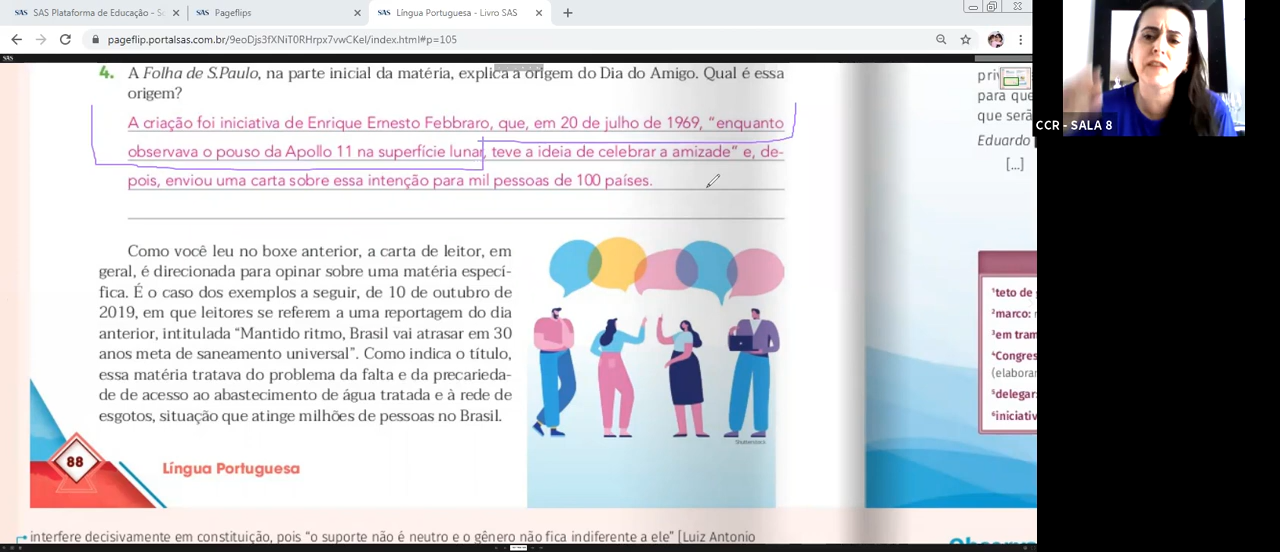 SAS Plataforma de Educação - Se
Pageflips
Língua Portuguesa - Livro SAS
pageflip.portalsas.com.br/9eoDjs3fXNiT0RHrpx7vwCKel/index.html#p=105
SAS
4. A Folha de S.Paulo, na parte inicial da matéria, explica a origem do Dia do Amigo. Qual é essa
origem?
A criação foi iniciativa de Enrique Ernesto Febbraro, que, em 20 de julho de 1969, “enquanto
observava o pouso da Apollo 11 na superfície lunar, teve a ideia de celebrar a amizade” e, de-
pois, enviou uma carta sobre essa intenção para mil pessoas de 100 países.
Como você leu no boxe anterior, a carta de leitor, em
geral, é direcionada para opinar sobre uma matéria especí-
fica. É o caso dos exemplos a seguir, de 10 de outubro de
2019, em que leitores se referem a uma reportagem do dia
anterior, intitulada “Mantido ritmo, Brasil vai atrasar em 30
anos meta de saneamento universal”. Como indica o título,
essa matéria tratava do problema da falta e da precarieda-
de de acesso ao abastecimento de água tratada e à rede de
esgotos, situação que atinge milhões de pessoas no Brasil.
Shutterstock
88
Língua Portuguesa
interfere decisivamente em constituição, pois “o suporte não é neutro e o gênero não fica indiferente a ele” [Luiz Antonio
priv
para que
que será
Eduardo
[...]
¹teto de
²marco:
³em tram
⁴Congres
(elabora
⁵delegar
⁶iniciativ
Observa
CCR - SALA 8